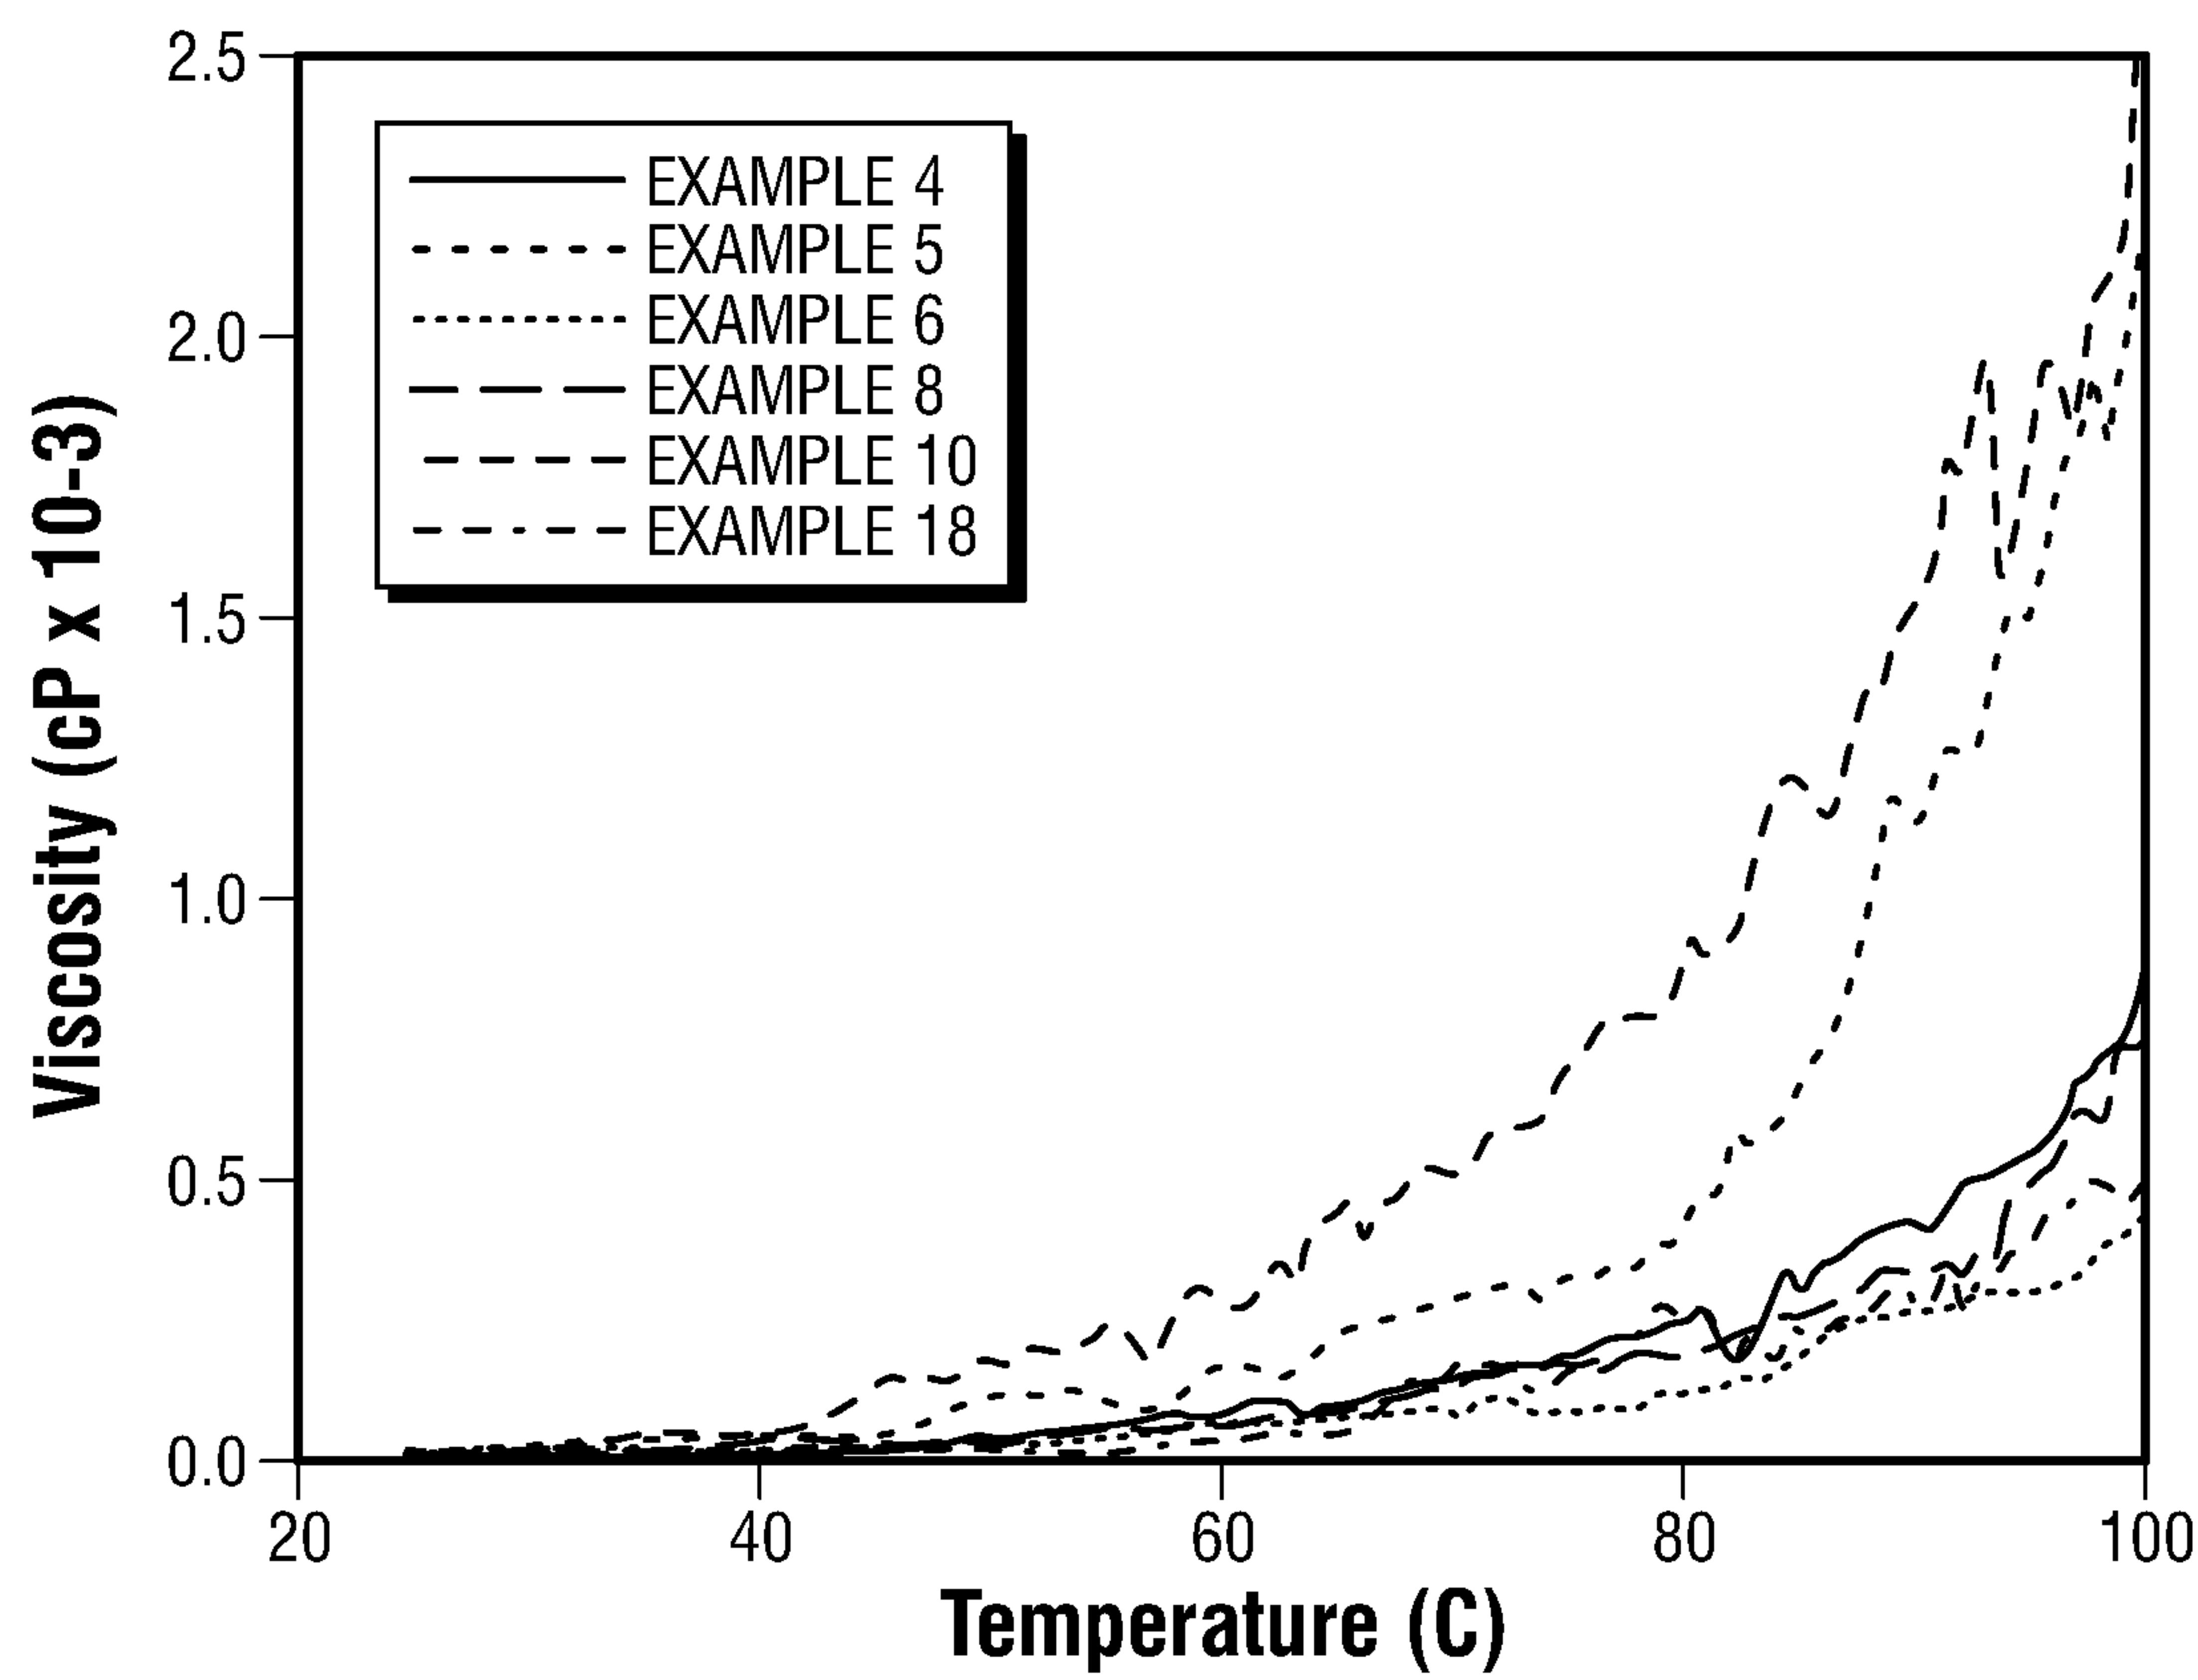 2.5
2.0
1.5
1.0
0.5
0.0
Viscosity (cP x 10-3)
EXAMPLE 4
EXAMPLE 5
EXAMPLE 6
EXAMPLE 8
EXAMPLE 10
EXAMPLE 18
20 40 60 80 100
Temperature (C)